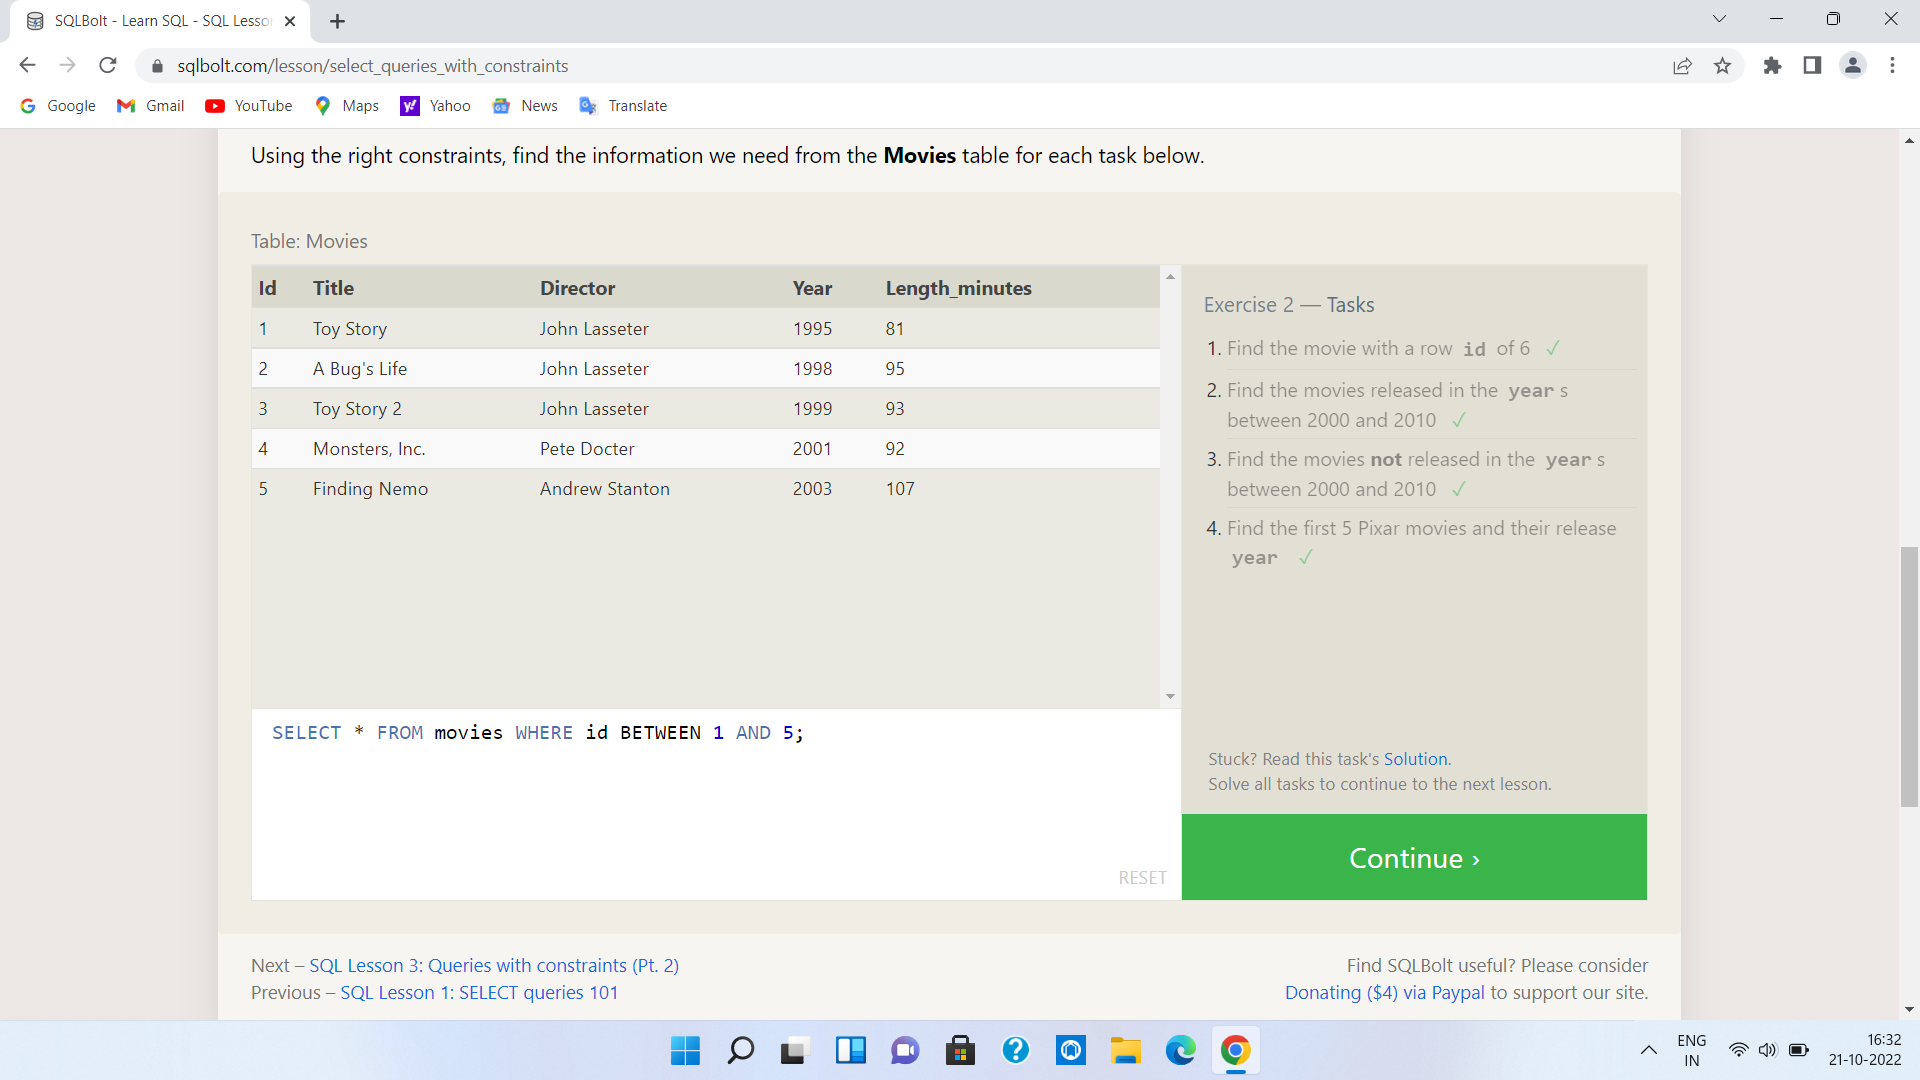 SQLBolt - Learn SQL - SQL Lesso
sqlbolt.com/lesson/select_queries_with_constraints
Google Gmail YouTube Maps Yahoo News Translate
Using the right constraints, find the information we need from the Movies table for each task below.
Table: Movies
Id Title Director Year Length_minutes
1 Toy Story John Lasseter 1995 81
2 A Bug's Life John Lasseter 1998 95
3 Toy Story 2 John Lasseter 1999 93
4 Monsters, Inc. Pete Docter 2001 92
5 Finding Nemo Andrew Stanton 2003 107
SELECT * FROM movies WHERE id BETWEEN 1 AND 5;
RESET
Exercise 2 — Tasks
1. Find the movie with a row id of 6 ✓
2. Find the movies released in the year s
between 2000 and 2010 ✓
3. Find the movies not released in the year s
between 2000 and 2010 ✓
4. Find the first 5 Pixar movies and their release
year ✓
Stuck? Read this task's Solution.
Solve all tasks to continue to the next lesson.
Continue ›
Next – SQL Lesson 3: Queries with constraints (Pt. 2)
Previous – SQL Lesson 1: SELECT queries 101
Find SQLBolt useful? Please consider
Donating ($4) via Paypal to support our site.
ENG
IN
16:32
21-10-2022